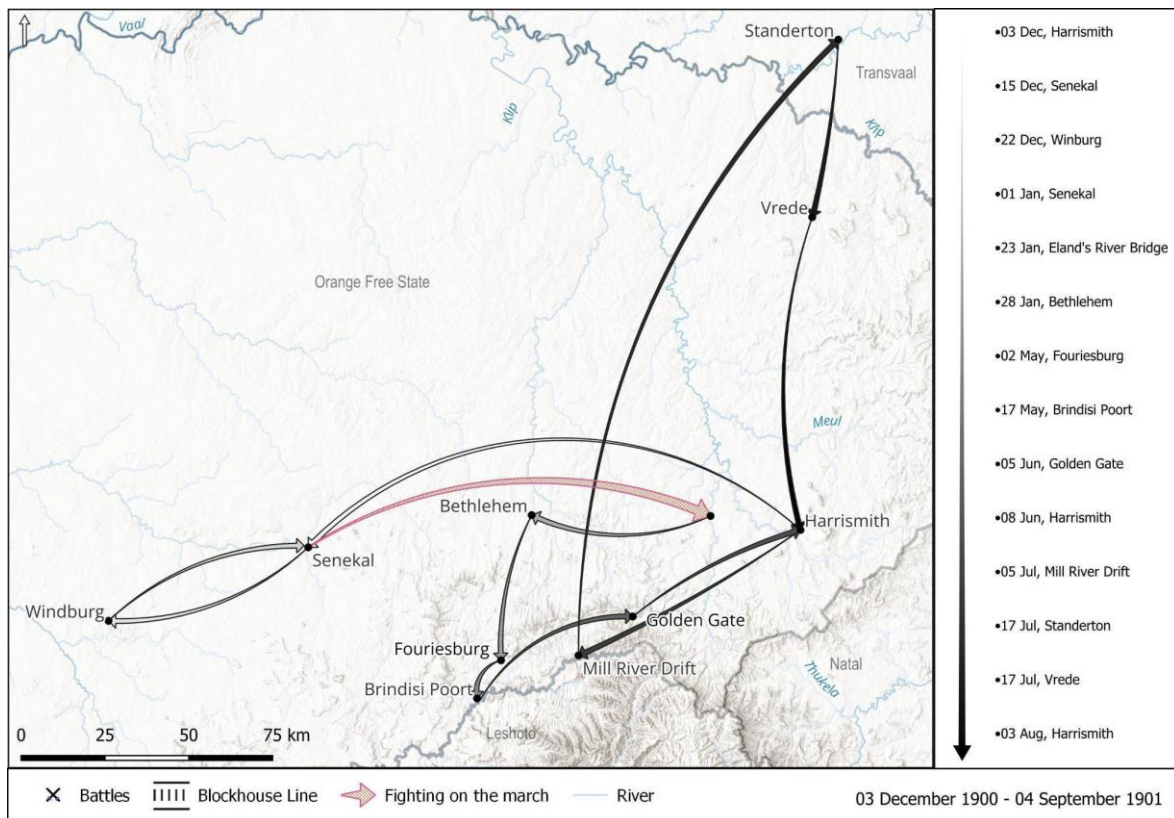 Vaal
Standerton
Transvaal
Klip
Klip
Vrede
Orange Free State
Meul
Bethlehem
Harrismith
Senekal
Windburg
Golden Gate
Fouriesburg
Mill River Drift
Brindisi Poort
Natal
Thukela
Leshoto
0 25 50 75 km
•03 Dec, Harrismith
•15 Dec, Senekal
•22 Dec, Winburg
•01 Jan, Senekal
•23 Jan, Eland's River Bridge
•28 Jan, Bethlehem
•02 May, Fouriesburg
•17 May, Brindisi Poort
•05 Jun, Golden Gate
•08 Jun, Harrismith
•05 Jul, Mill River Drift
•17 Jul, Standerton
•17 Jul, Vrede
•03 Aug, Harrismith
Battles Blockhouse Line Fighting on the march River 03 December 1900 - 04 September 1901